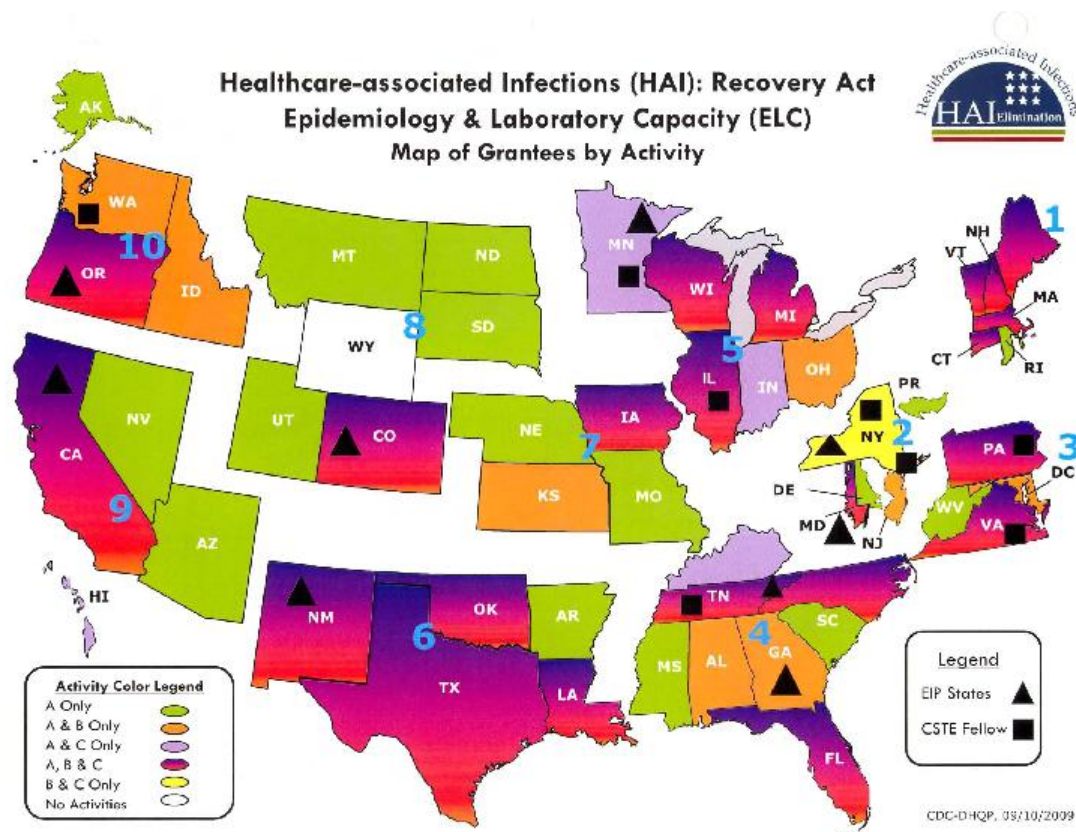 Healthcare-associated Infections (HAI): Recovery Act
Epidemiology & Laboratory Capacity (ELC)
Map of Grantees by Activity
Healthcare-associated Infections
HAI Elimination
AK
WA
10
OR
ID
MT
ND
SD
8
WY
MN
WI
MI
5
IL
IN
OH
1
NH
VT
MA
CT
RI
PR
NV
UT
CO
CA
9
AZ
NE
IA
7
KS
MO
NY
2
DE
MD
NJ
PA
3
DC
WV
VA
HI
NM
OK
6
TX
AR
LA
TN
MS
AL
4
GA
SC
FL
Activity Color Legend
A Only
A & B Only
A & C Only
A, B & C
B & C Only
No Activities
Legend
EIP States
CSTE Fellow
CDC-DHQP, 09/10/2009